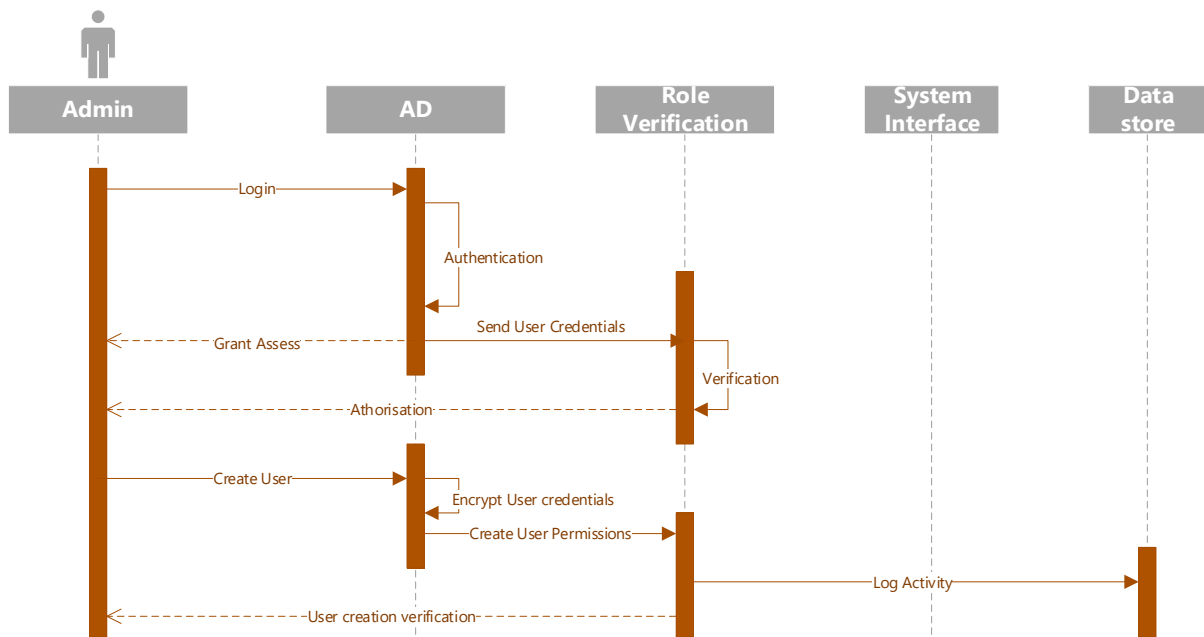 Admin
AD
Role
Verification
System
Interface
Data
store
Login
Authentication
Send User Credentials
Grant Assess
Verification
Athorisation
Create User
Encrypt User credentials
Create User Permissions
Log Activity
User creation verification